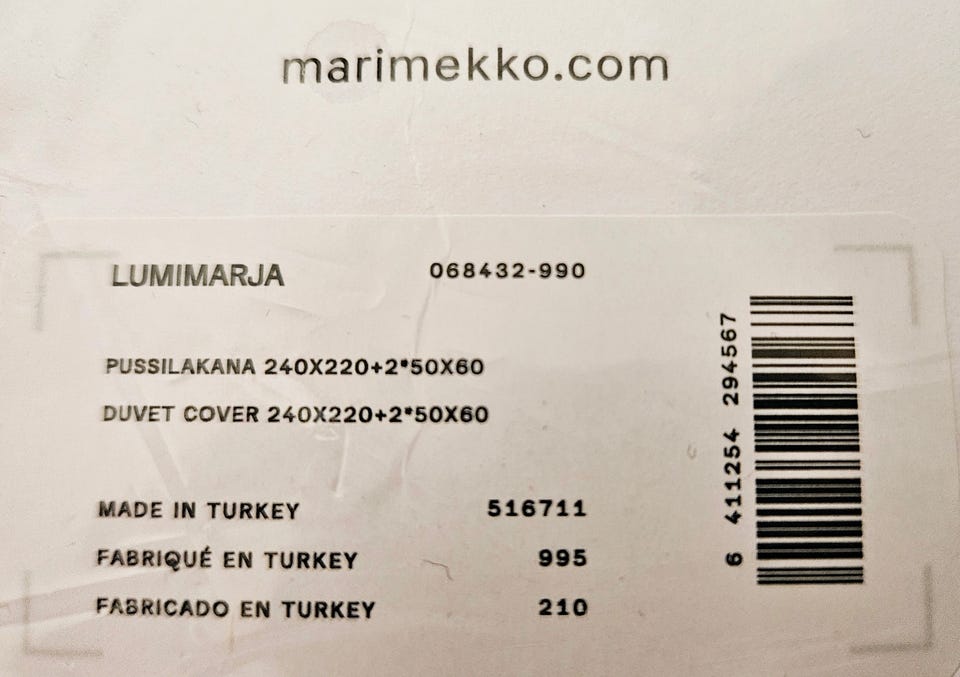 marimekko.com
LUMIMARJA 068432-990
PUSSILAKANA 240X220+2*50X60
DUVET COVER 240X220+2*50X60
MADE IN TURKEY 516711
FABRIQUÉ EN TURKEY 995
FABRICADO EN TURKEY 210
6 411254 294567